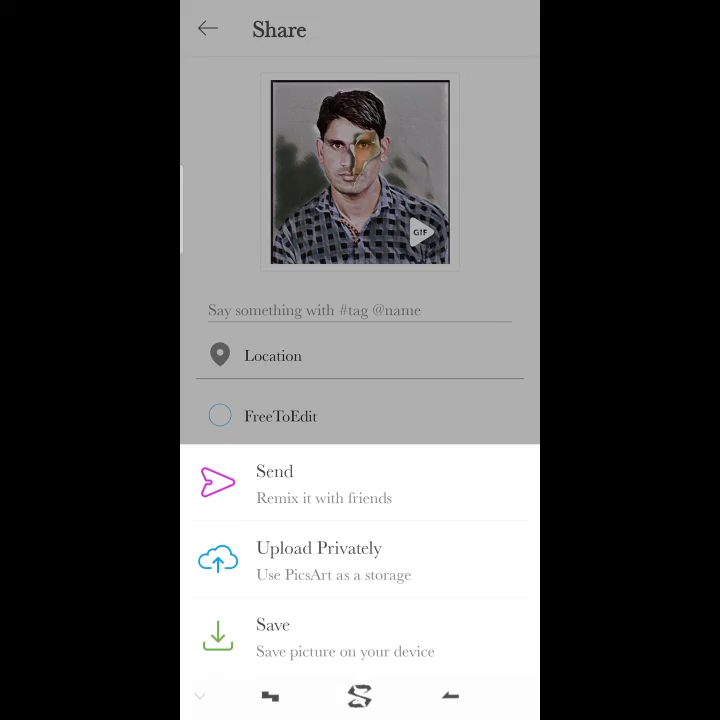 Share
GIF
Say something with #tag @name
Location
FreeToEdit
Send
Remix it with friends
Upload Privately
Use PicsArt as a storage
Save
Save picture on your device